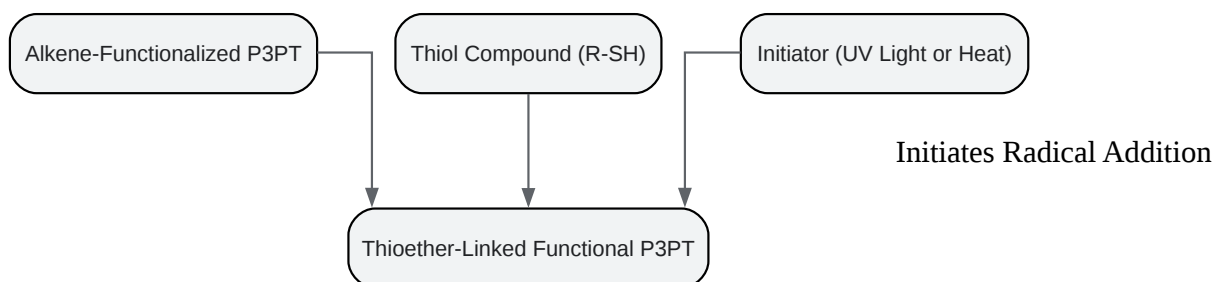 Alkene-Functionalized P3PT
Thiol Compound (R-SH)
Initiator (UV Light or Heat)
Initiates Radical Addition
Thioether-Linked Functional P3PT